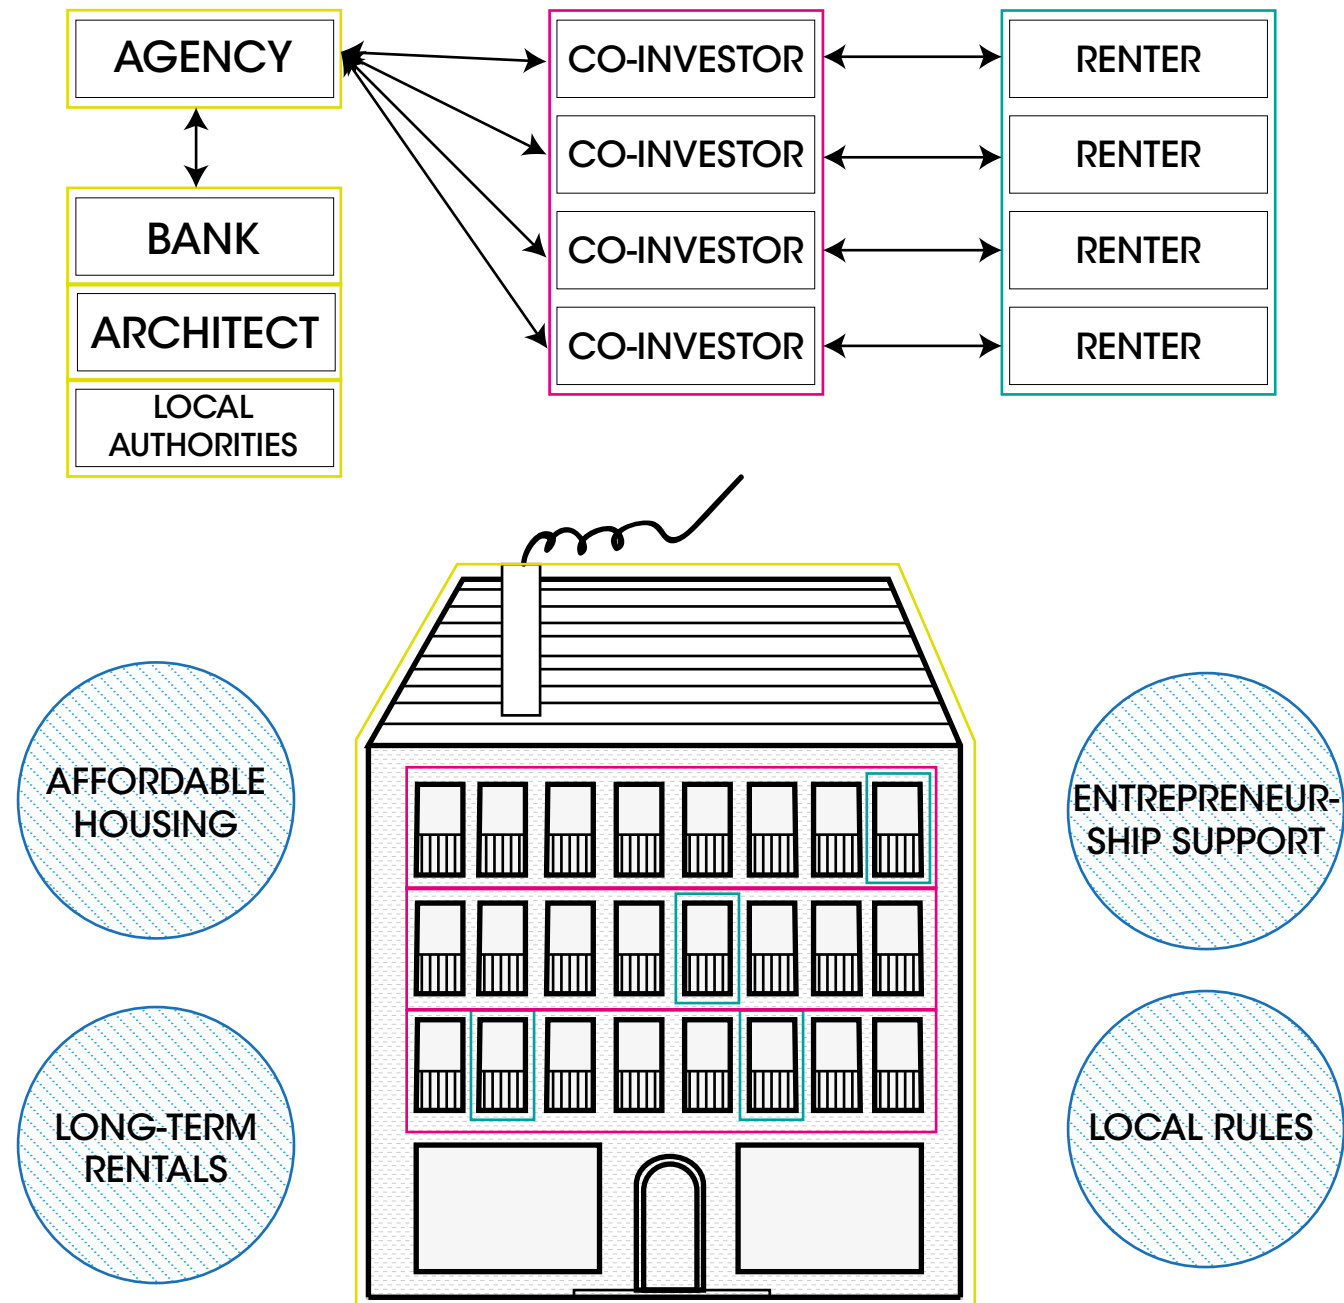 AGENCY
CO-INVESTOR
RENTER
CO-INVESTOR
RENTER
BANK
CO-INVESTOR
RENTER
ARCHITECT
CO-INVESTOR
RENTER
LOCAL
AUTHORITIES
AFFORDABLE
HOUSING
ENTREPRENEUR-
SHIP SUPPORT
LONG-TERM
RENTALS
LOCAL RULES